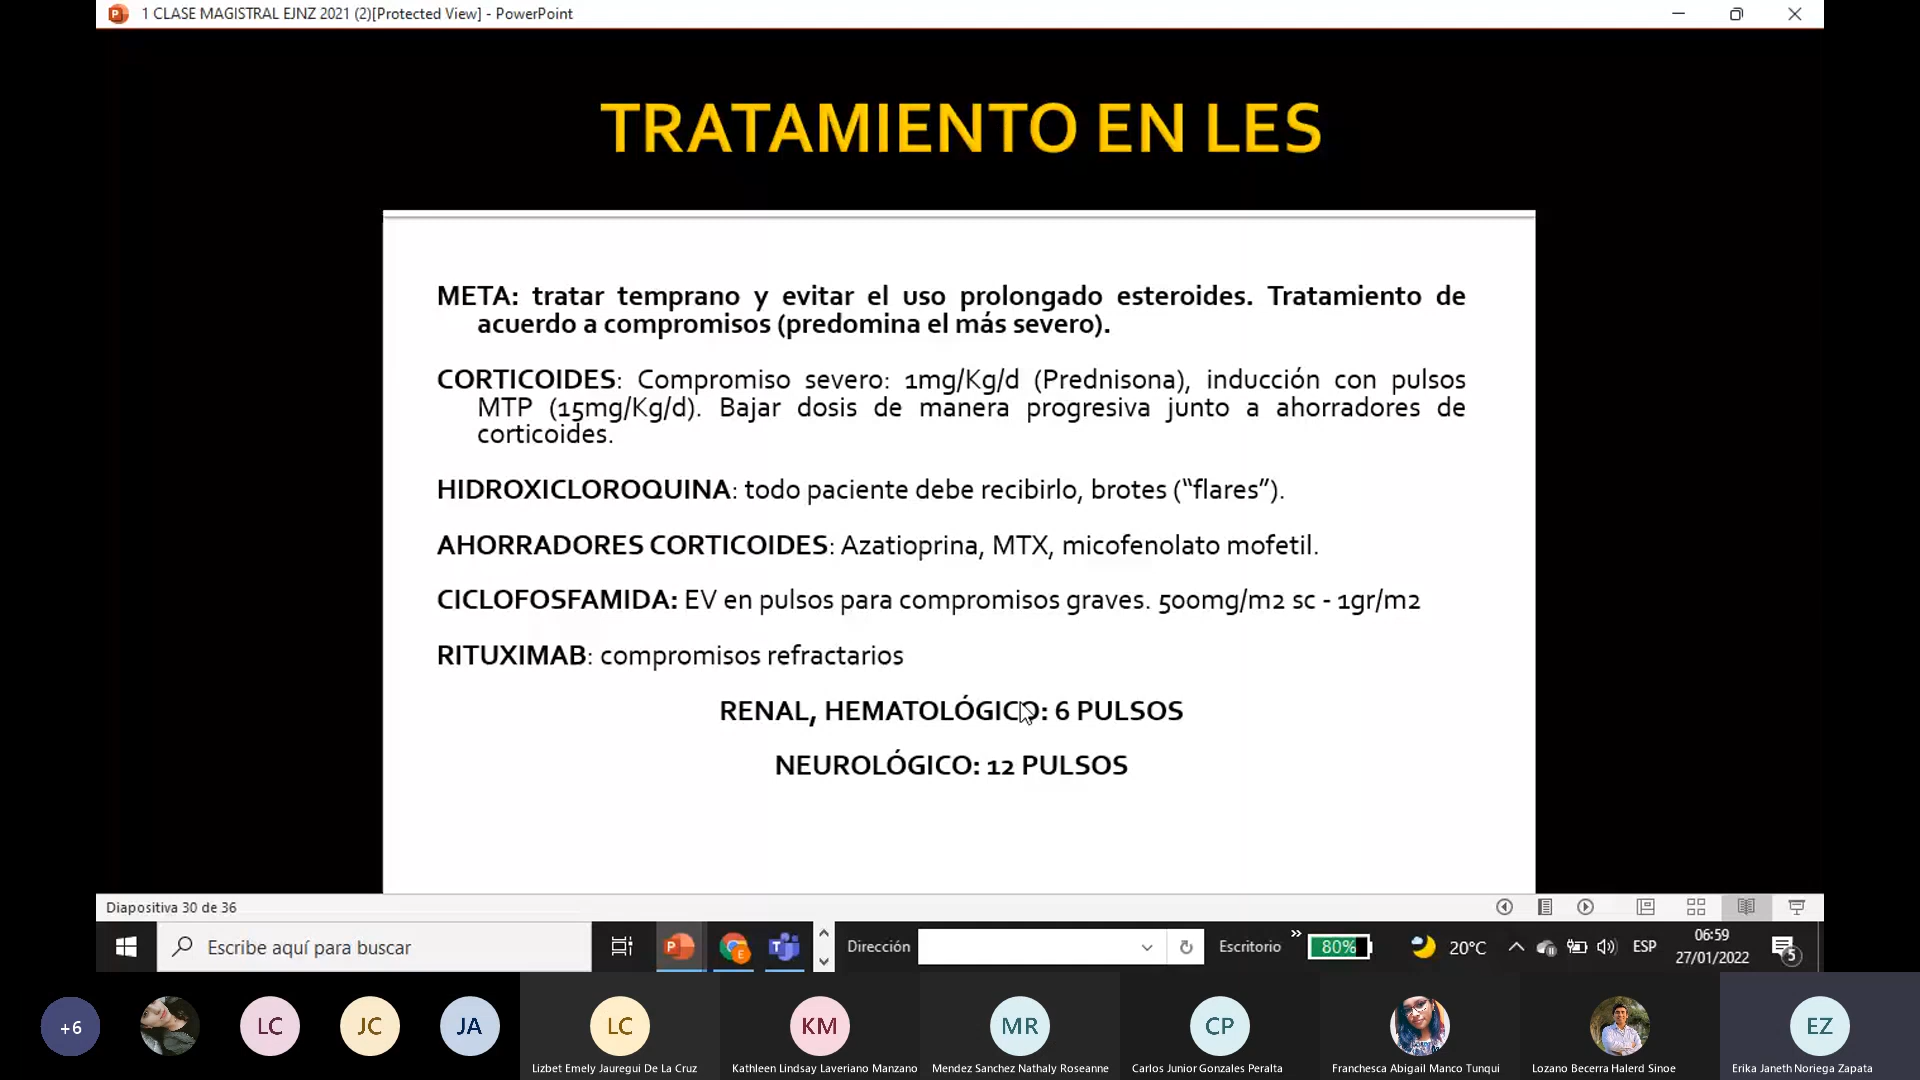 1 CLASE MAGISTRAL EJNZ 2021 (2)[Protected View] - PowerPoint
TRATAMIENTO EN LES
META: tratar temprano y evitar el uso prolongado esteroides. Tratamiento de
acuerdo a compromisos (predomina el más severo).
CORTICOIDES: Compromiso severo: 1mg/Kg/d (Prednisona), inducción con pulsos
MTP (15mg/Kg/d). Bajar dosis de manera progresiva junto a ahorradores de
corticoides.
HIDROXICLOROQUINA: todo paciente debe recibirlo, brotes (“flares”).
AHORRADORES CORTICOIDES: Azatioprina, MTX, micofenolato mofetil.
CICLOFOSFAMIDA: EV en pulsos para compromisos graves. 500mg/m2 sc - 1gr/m2
RITUXIMAB: compromisos refractarios
RENAL, HEMATOLÓGICO: 6 PULSOS
NEUROLÓGICO: 12 PULSOS
Diapositiva 30 de 36
Escribe aquí para buscar
Dirección
Escritorio
»
80%
20°C
ESP
06:59
27/01/2022
5
+6
LC
JC
JA
LC
KM
MR
CP
EZ
Lizbet Emely Jauregui De La Cruz
Kathleen Lindsay Laveriano Manzano
Mendez Sanchez Nathaly Roseanne
Carlos Junior Gonzales Peralta
Franchesca Abigail Manco Tunqui
Lozano Becerra Halerd Sinoe
Erika Janeth Noriega Zapata